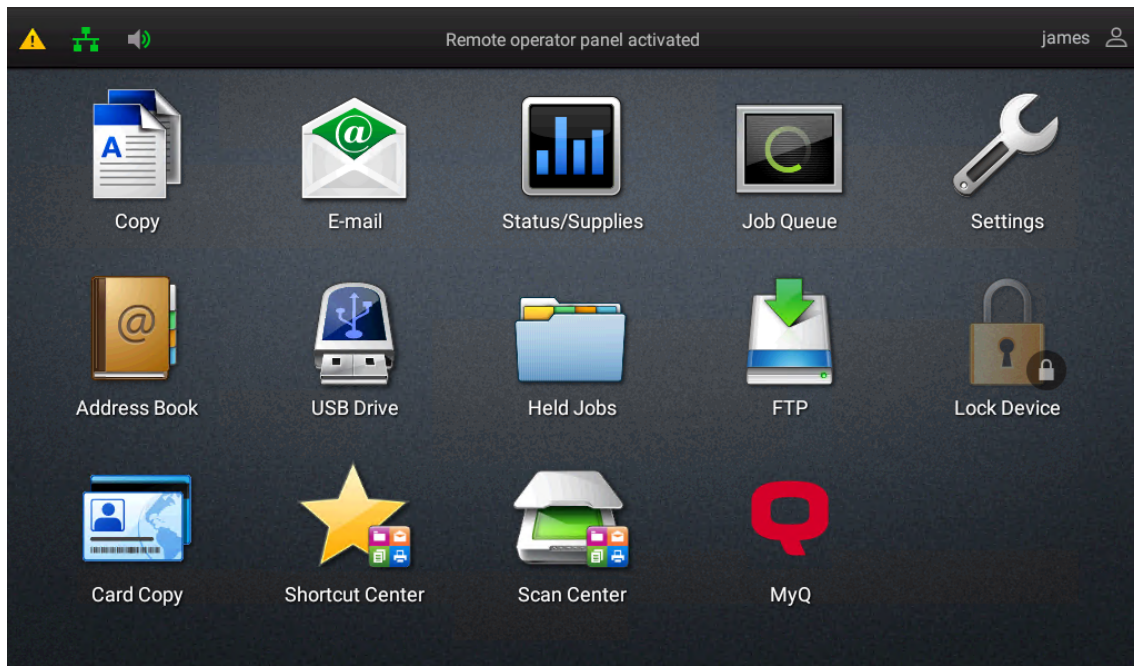 Remote operator panel activated
james
Copy
E-mail
Status/Supplies
Job Queue
Settings
Address Book
USB Drive
Held Jobs
FTP
Lock Device
Card Copy
Shortcut Center
Scan Center
MyQ